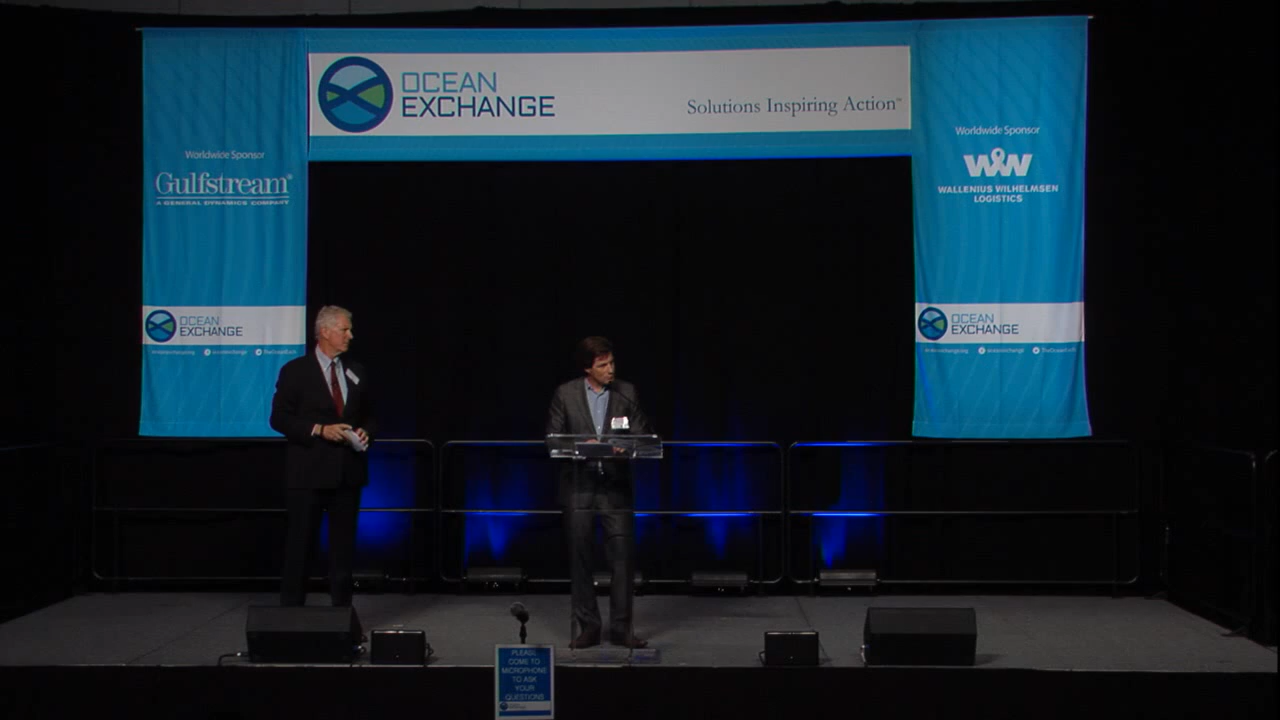 OCEAN
EXCHANGE
Solutions Inspiring Action™
Worldwide Sponsor
Gulfstream®
A GENERAL DYNAMICS COMPANY
Worldwide Sponsor
WW
WALLENIUS WILHELMSEN
LOGISTICS
OCEAN
EXCHANGE
OCEAN
EXCHANGE
PLEASE
COME TO
MICROPHONE
TO ASK
YOUR
QUESTIONS